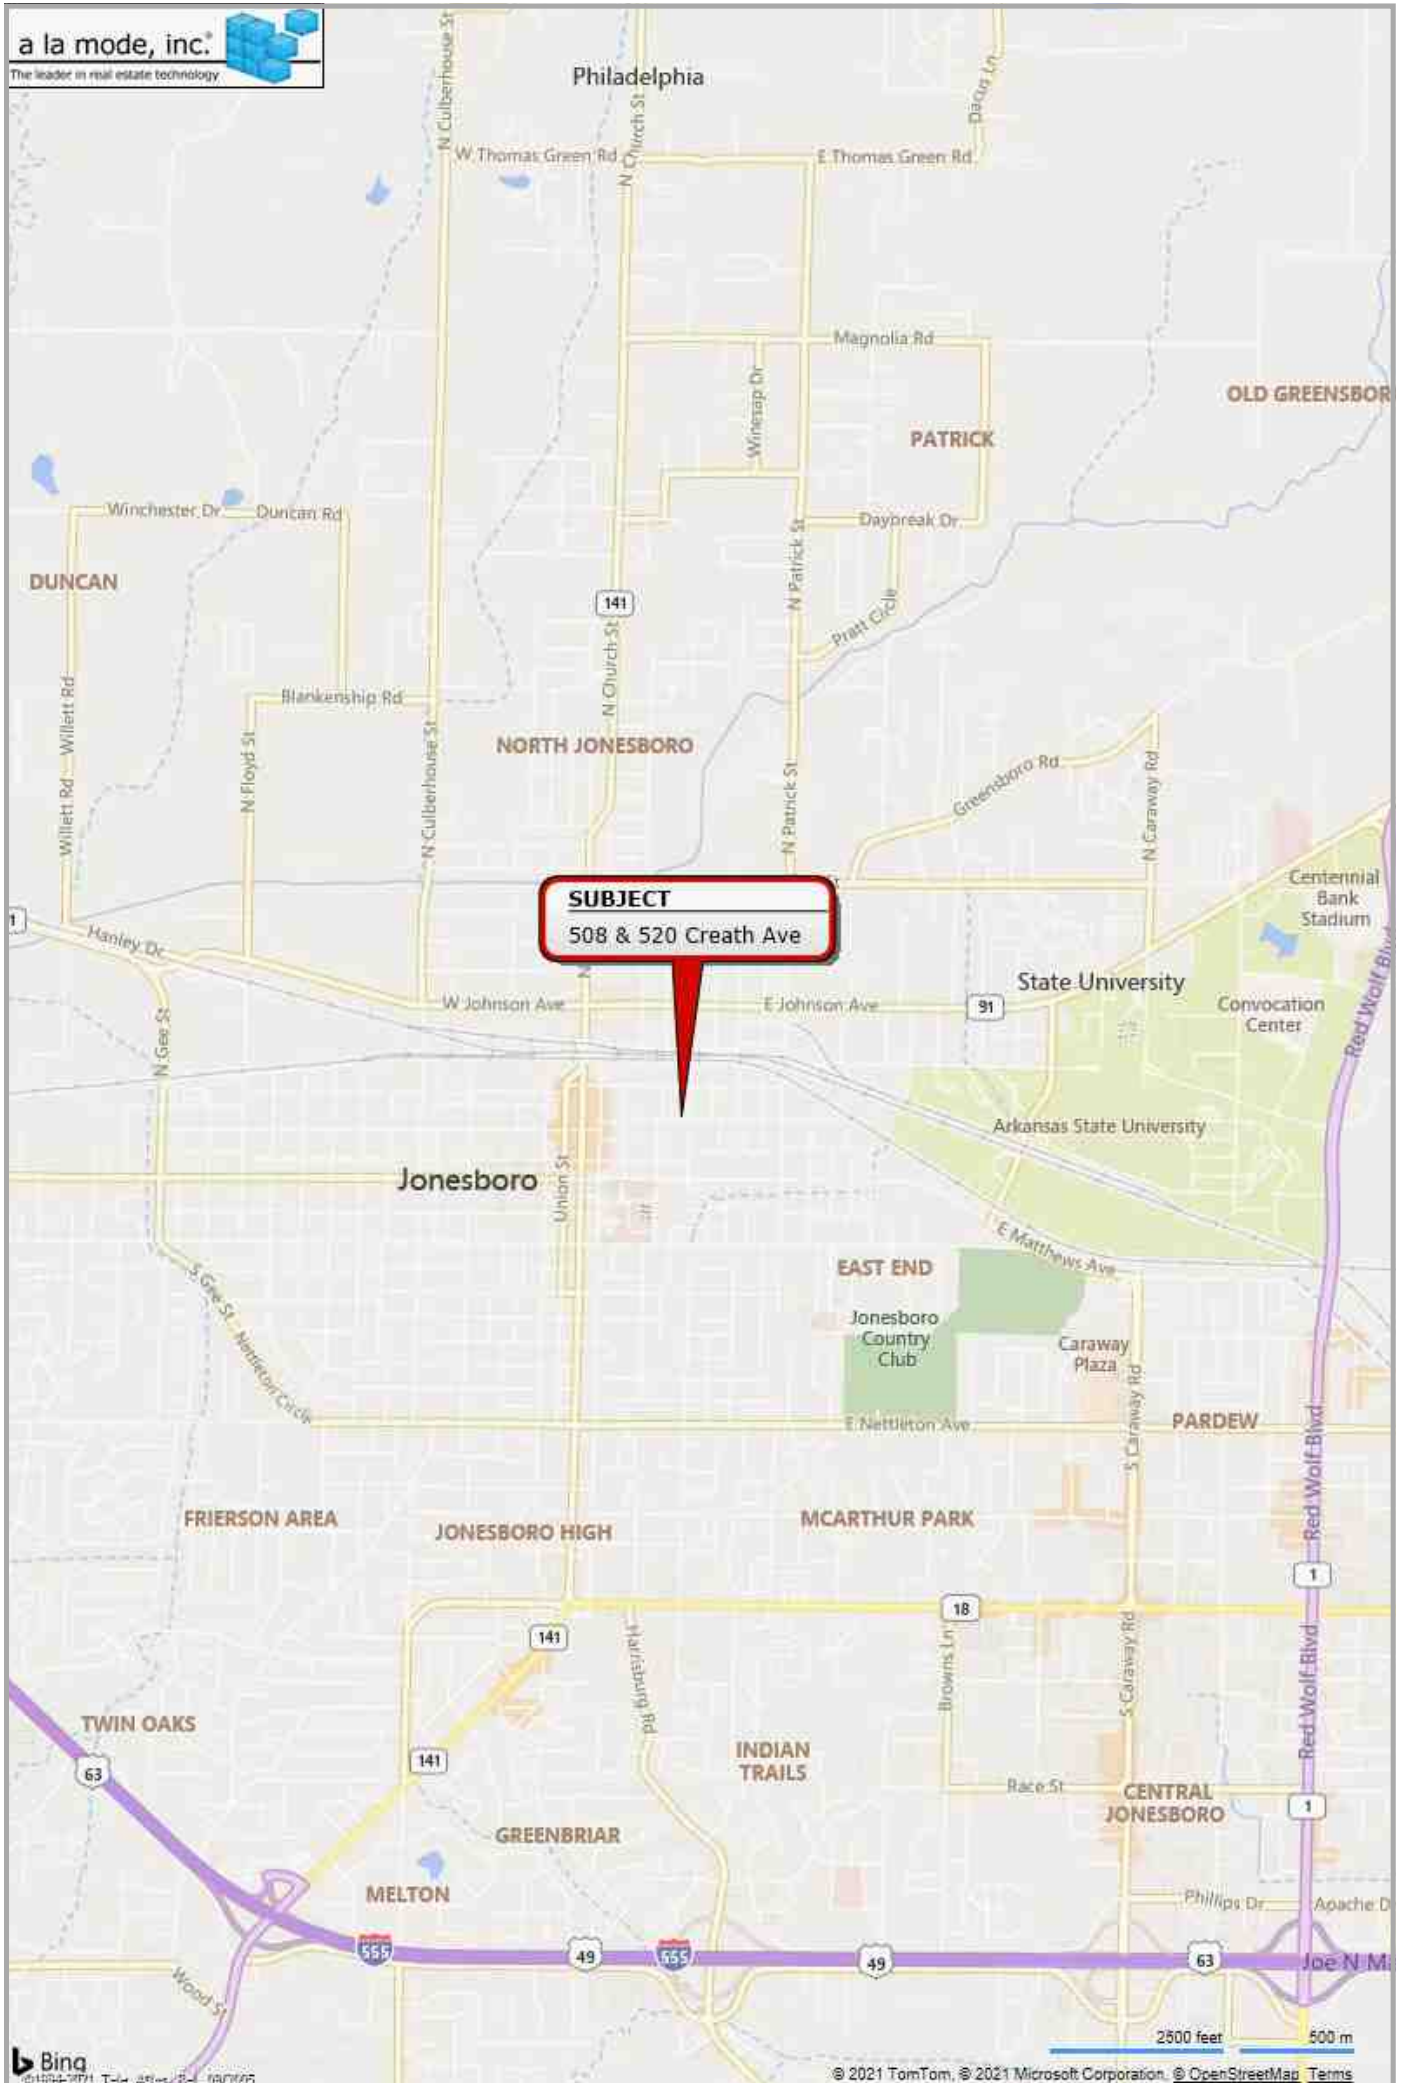 a la mode, inc.®
The leader in real estate technology
N Culberhouse St
Philadelphia
N Church St
Dacus Ln
W Thomas Green Rd
E Thomas Green Rd
Magnolia Rd
Winesap Dr
OLD GREENSBOR
PATRICK
Winchester Dr
Duncan Rd
Daybreak Dr
N Patrick St
DUNCAN
141
Pratt Circle
N Church St
Willett Rd
Willett Rd
Blankenship Rd
N Floyd St
N Culberhouse St
NORTH JONESBORO
N Patrick St
Greensboro Rd
N Caraway Rd
Centennial
Bank
Stadium
SUBJECT
508 & 520 Creath Ave
1
Hanley Dr
N
W Johnson Ave
E Johnson Ave
91
State University
Convocation
Center
Red Wolf Blvd
N Gee St
Arkansas State University
Jonesboro
Union St
E Matthews Ave
EAST END
S Gee St
Nettleton Circle
Jonesboro
Country
Club
Caraway
Plaza
S Caraway Rd
E Nettleton Ave
PARDEW
Red Wolf Blvd
FRIERSON AREA
JONESBORO HIGH
MCARTHUR PARK
1
18
141
Harrisburg Rd
Browns Ln
S Caraway Rd
Red Wolf Blvd
TWIN OAKS
63
141
INDIAN
TRAILS
Race St
CENTRAL
JONESBORO
1
GREENBRIAR
MELTON
Phillips Dr
Apache D
555
49
555
49
63
Joe N Ma
Wood St
2500 feet
500 m
Bing
© 2021 TomTom, © 2021 Microsoft Corporation, © OpenStreetMap Terms